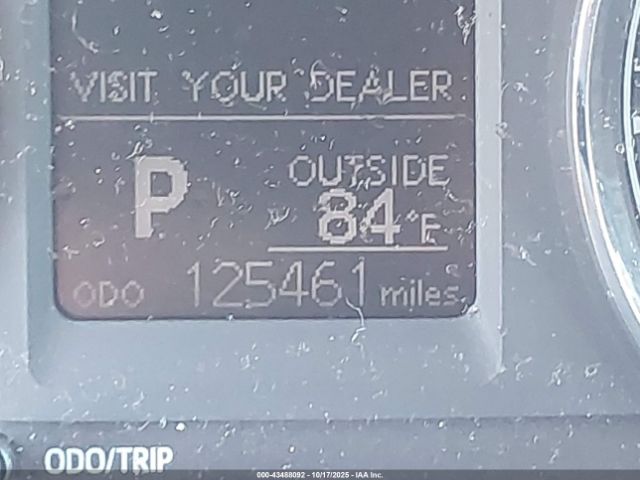 VISIT YOUR DEALER
P
OUTSIDE
84°F
ODO 125461 miles
ODO/TRIP
000-43488092 - 10/17/2025 - IAA Inc.